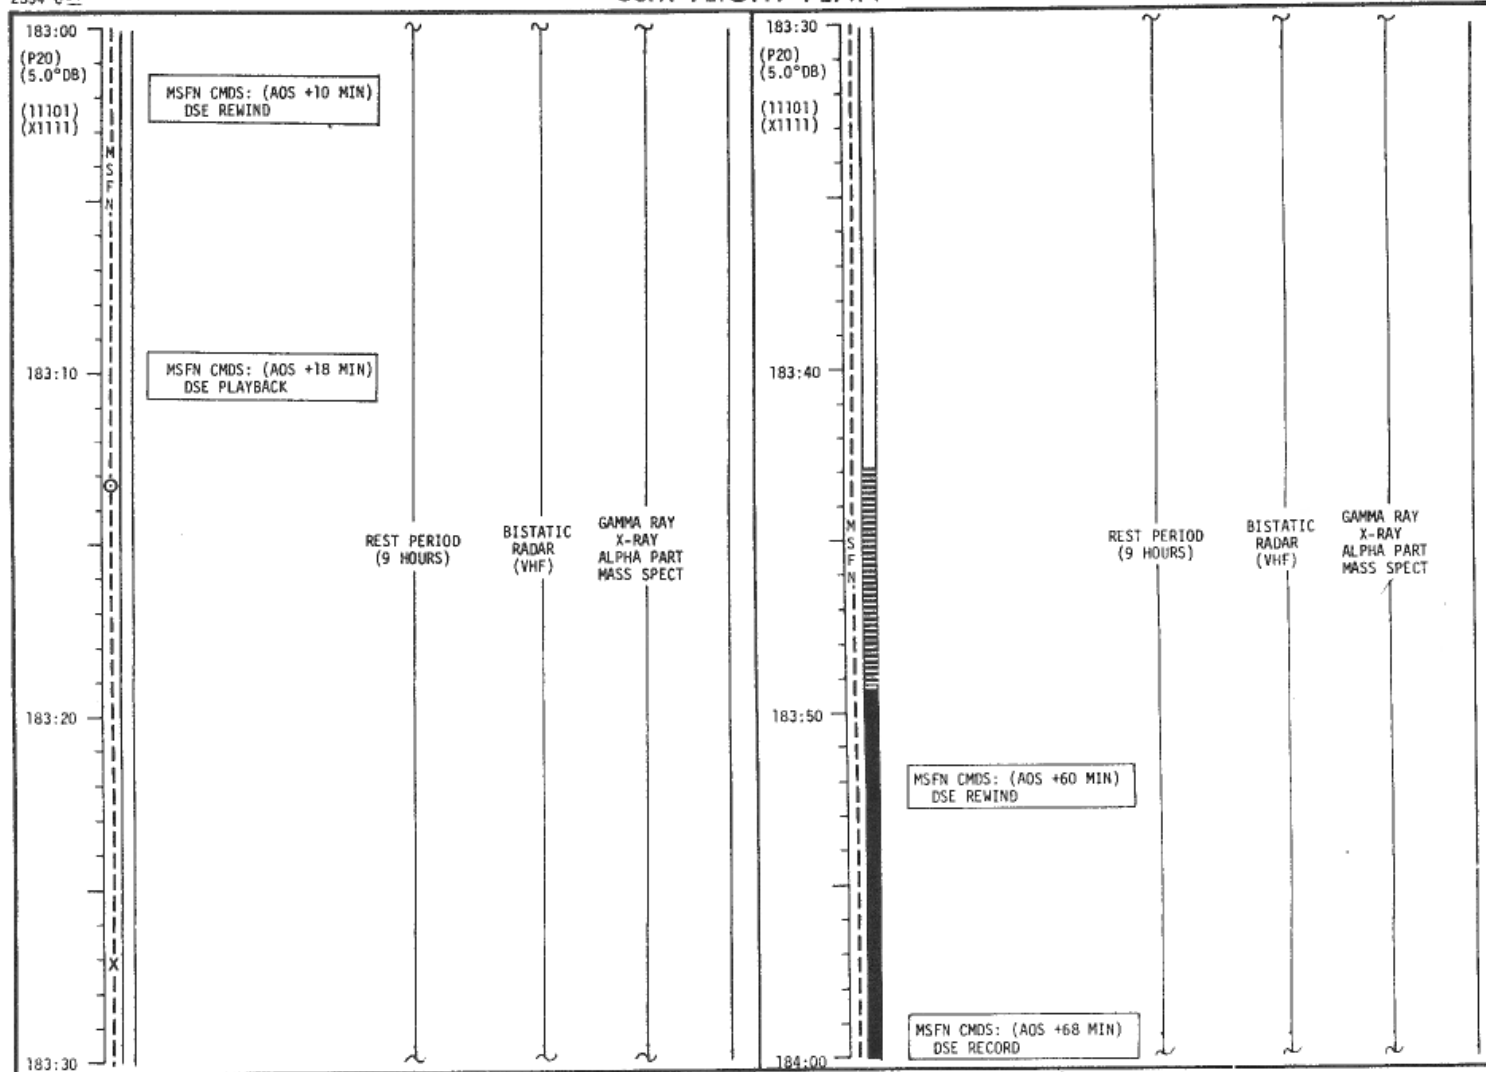 183:00
(P20)
(5.0°DB)
(11101)
(X1111)
MSFN CMDS: (AOS +10 MIN)
DSE REWIND
MSFN
183:10
MSFN CMDS: (AOS +18 MIN)
DSE PLAYBACK
REST PERIOD
(9 HOURS)
BISTATIC
RADAR
(VHF)
GAMMA RAY
X-RAY
ALPHA PART
MASS SPECT
183:20
X
183:30
183:30
(P20)
(5.0°DB)
(11101)
(X1111)
183:40
MSFN
REST PERIOD
(9 HOURS)
BISTATIC
RADAR
(VHF)
GAMMA RAY
X-RAY
ALPHA PART
MASS SPECT
183:50
MSFN CMDS: (AOS +60 MIN)
DSE REWIND
MSFN CMDS: (AOS +68 MIN)
DSE RECORD
184:00